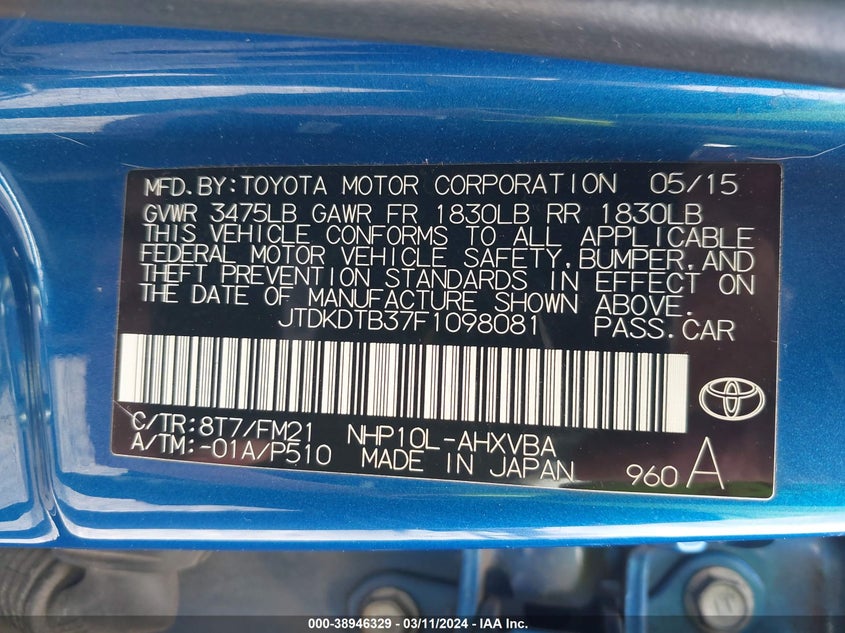 MFD.BY:TOYOTA MOTOR CORPORATION 05/15
GVWR 3475LB GAWR FR 1830LB RR 1830LB
THIS VEHICLE CONFORMS TO ALL APPLICABLE
FEDERAL MOTOR VEHICLE SAFETY,BUMPER,AND
THEFT PREVENTION STANDARDS IN EFFECT ON
THE DATE OF MANUFACTURE SHOWN ABOVE.
JTDKDTB37F1098081 PASS.CAR
C/TR:8T7/FM21 NHP10L-AHXVBA
A/TM:-01A/P510 MADE IN JAPAN 960 A
000-38946329 - 03/11/2024 - IAAI.COM